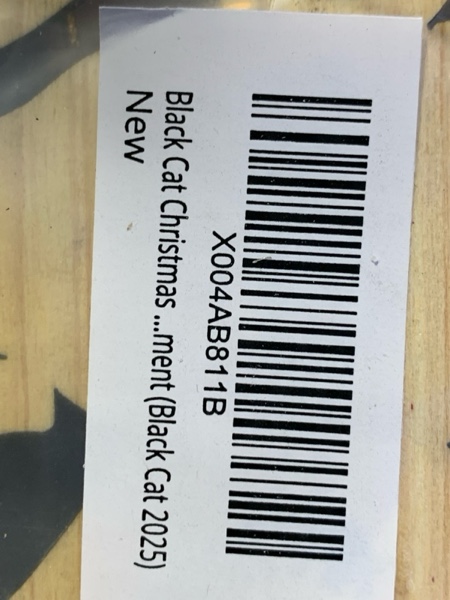 X004AB811B
Black Cat Christmas ...ment (Black Cat 2025)
New